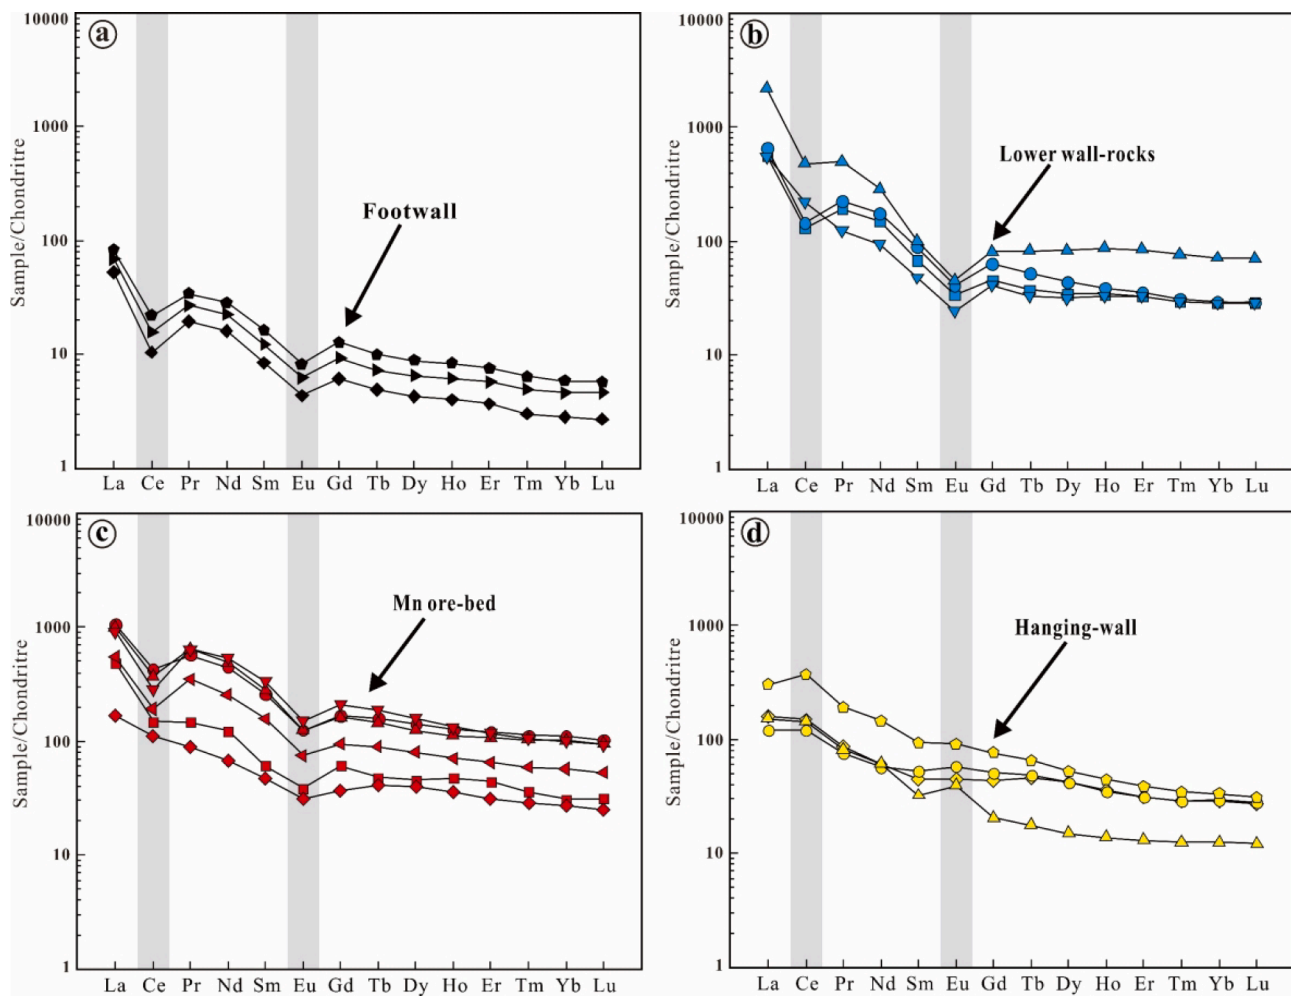 a
10000
1000
100
10
1
Sample/Chondritre
Footwall
La Ce Pr Nd Sm Eu Gd Tb Dy Ho Er Tm Yb Lu
b
10000
1000
100
10
1
Sample/Chondritre
Lower wall-rocks
La Ce Pr Nd Sm Eu Gd Tb Dy Ho Er Tm Yb Lu
c
10000
1000
100
10
1
Sample/Chondritre
Mn ore-bed
La Ce Pr Nd Sm Eu Gd Tb Dy Ho Er Tm Yb Lu
d
10000
1000
100
10
1
Sample/Chondritre
Hanging-wall
La Ce Pr Nd Sm Eu Gd Tb Dy Ho Er Tm Yb Lu